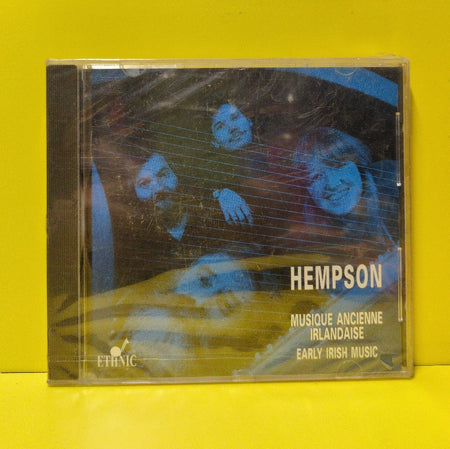 HEMPSON
MUSIQUE ANCIENNE
IRLANDAISE
EARLY IRISH MUSIC
ETHNIC